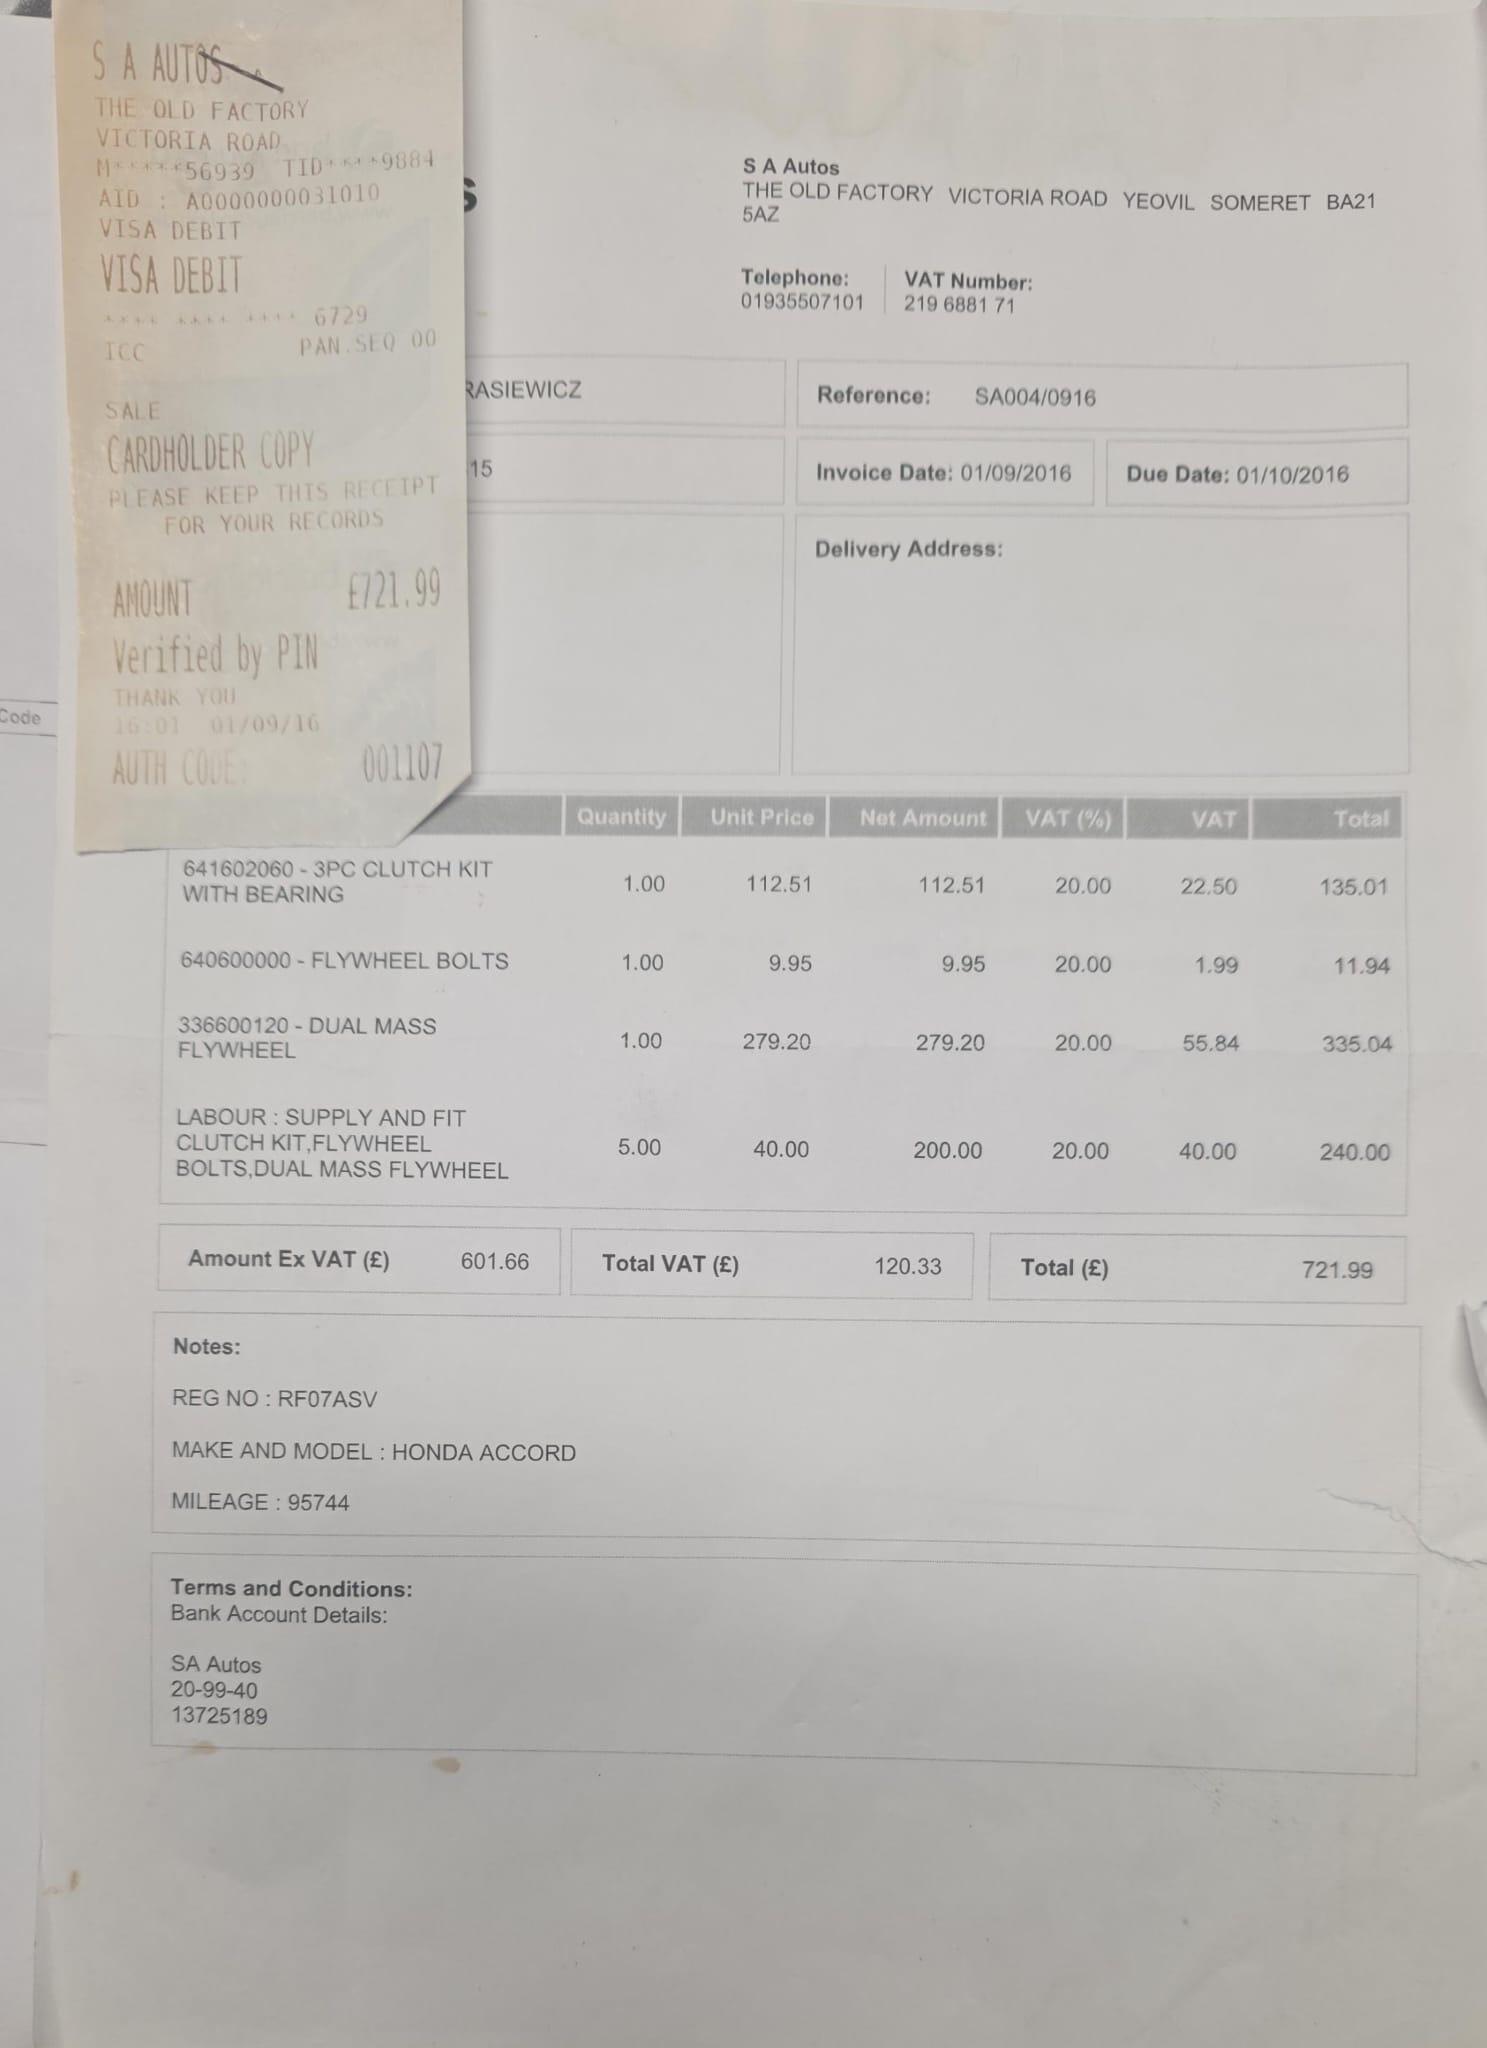 S A AUTOS
THE OLD FACTORY
VICTORIA ROAD
M*****56939 TID****9884
AID : A0000000031010
VISA DEBIT
VISA DEBIT
**** **** **** 6729
ICC PAN.SEQ 00
SALE
CARDHOLDER COPY
PLEASE KEEP THIS RECEIPT
FOR YOUR RECORDS
AMOUNT £721.99
Verified by PIN
THANK YOU
16:01 01/09/16
AUTH CODE: 001107
Code
s
S A Autos
THE OLD FACTORY VICTORIA ROAD YEOVIL SOMERET BA21
5AZ
Telephone: VAT Number:
01935507101 219 6881 71
RASIEWICZ Reference: SA004/0916
15 Invoice Date: 01/09/2016 Due Date: 01/10/2016
Delivery Address:
Quantity Unit Price Net Amount VAT (%) VAT Total
641602060 - 3PC CLUTCH KIT
WITH BEARING 1.00 112.51 112.51 20.00 22.50 135.01
640600000 - FLYWHEEL BOLTS 1.00 9.95 9.95 20.00 1.99 11.94
336600120 - DUAL MASS
FLYWHEEL 1.00 279.20 279.20 20.00 55.84 335.04
LABOUR : SUPPLY AND FIT
CLUTCH KIT,FLYWHEEL 5.00 40.00 200.00 20.00 40.00 240.00
BOLTS,DUAL MASS FLYWHEEL
Amount Ex VAT (£) 601.66 Total VAT (£) 120.33 Total (£) 721.99
Notes:
REG NO : RF07ASV
MAKE AND MODEL : HONDA ACCORD
MILEAGE : 95744
Terms and Conditions:
Bank Account Details:
SA Autos
20-99-40
13725189